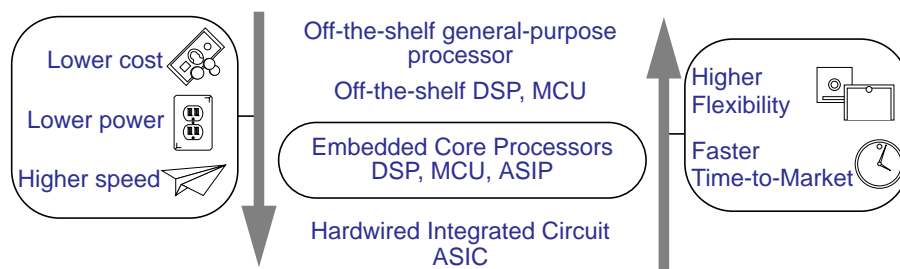 Lower cost
Lower power
Higher speed
Off-the-shelf general-purpose
processor
Off-the-shelf DSP, MCU
Embedded Core Processors
DSP, MCU, ASIP
Hardwired Integrated Circuit
ASIC
Higher
Flexibility
Faster
Time-to-Market